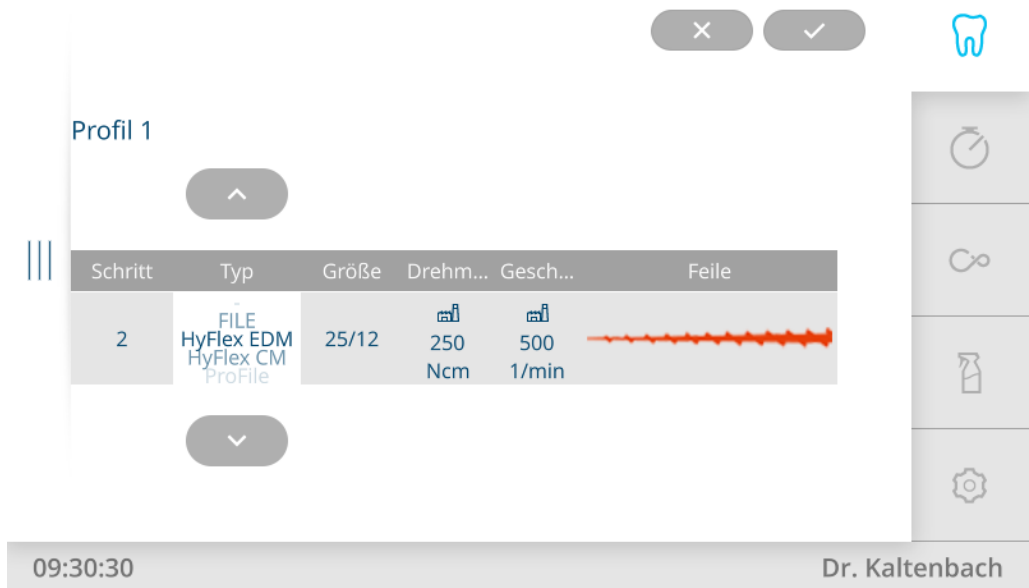 Profil 1
Schritt Typ Größe Drehm... Gesch... Feile
FILE
2 HyFlex EDM 25/12 250 500
HyFlex CM
ProFile Ncm 1/min
09:30:30 Dr. Kaltenbach